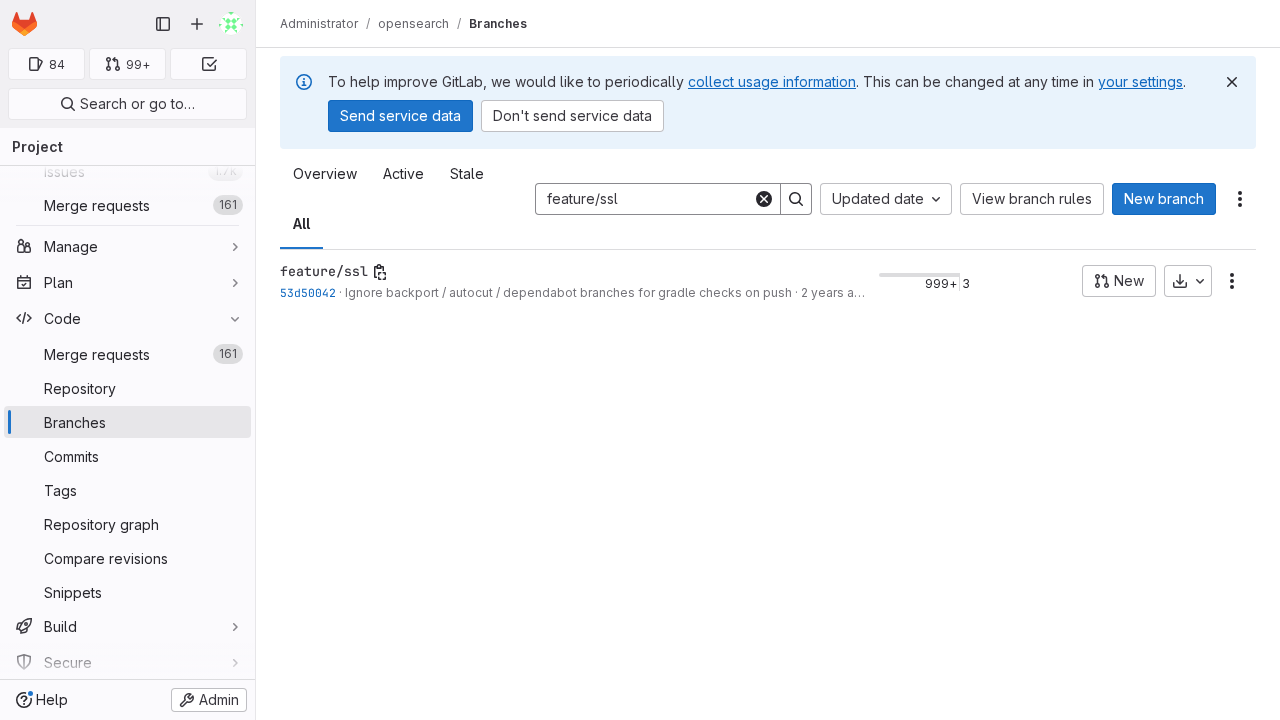 Administrator / opensearch / Branches
84
99+
Search or go to…
Project
Issues 1.7k
Merge requests 161
Manage
Plan
Code
Merge requests 161
Repository
Branches
Commits
Tags
Repository graph
Compare revisions
Snippets
Build
Secure
Help
Admin
To help improve GitLab, we would like to periodically collect usage information. This can be changed at any time in your settings.
Send service data
Don't send service data
Overview
Active
Stale
All
feature/ssl
Updated date
View branch rules
New branch
feature/ssl
53d50042 · Ignore backport / autocut / dependabot branches for gradle checks on push · 2 years a…
999+ 3
New